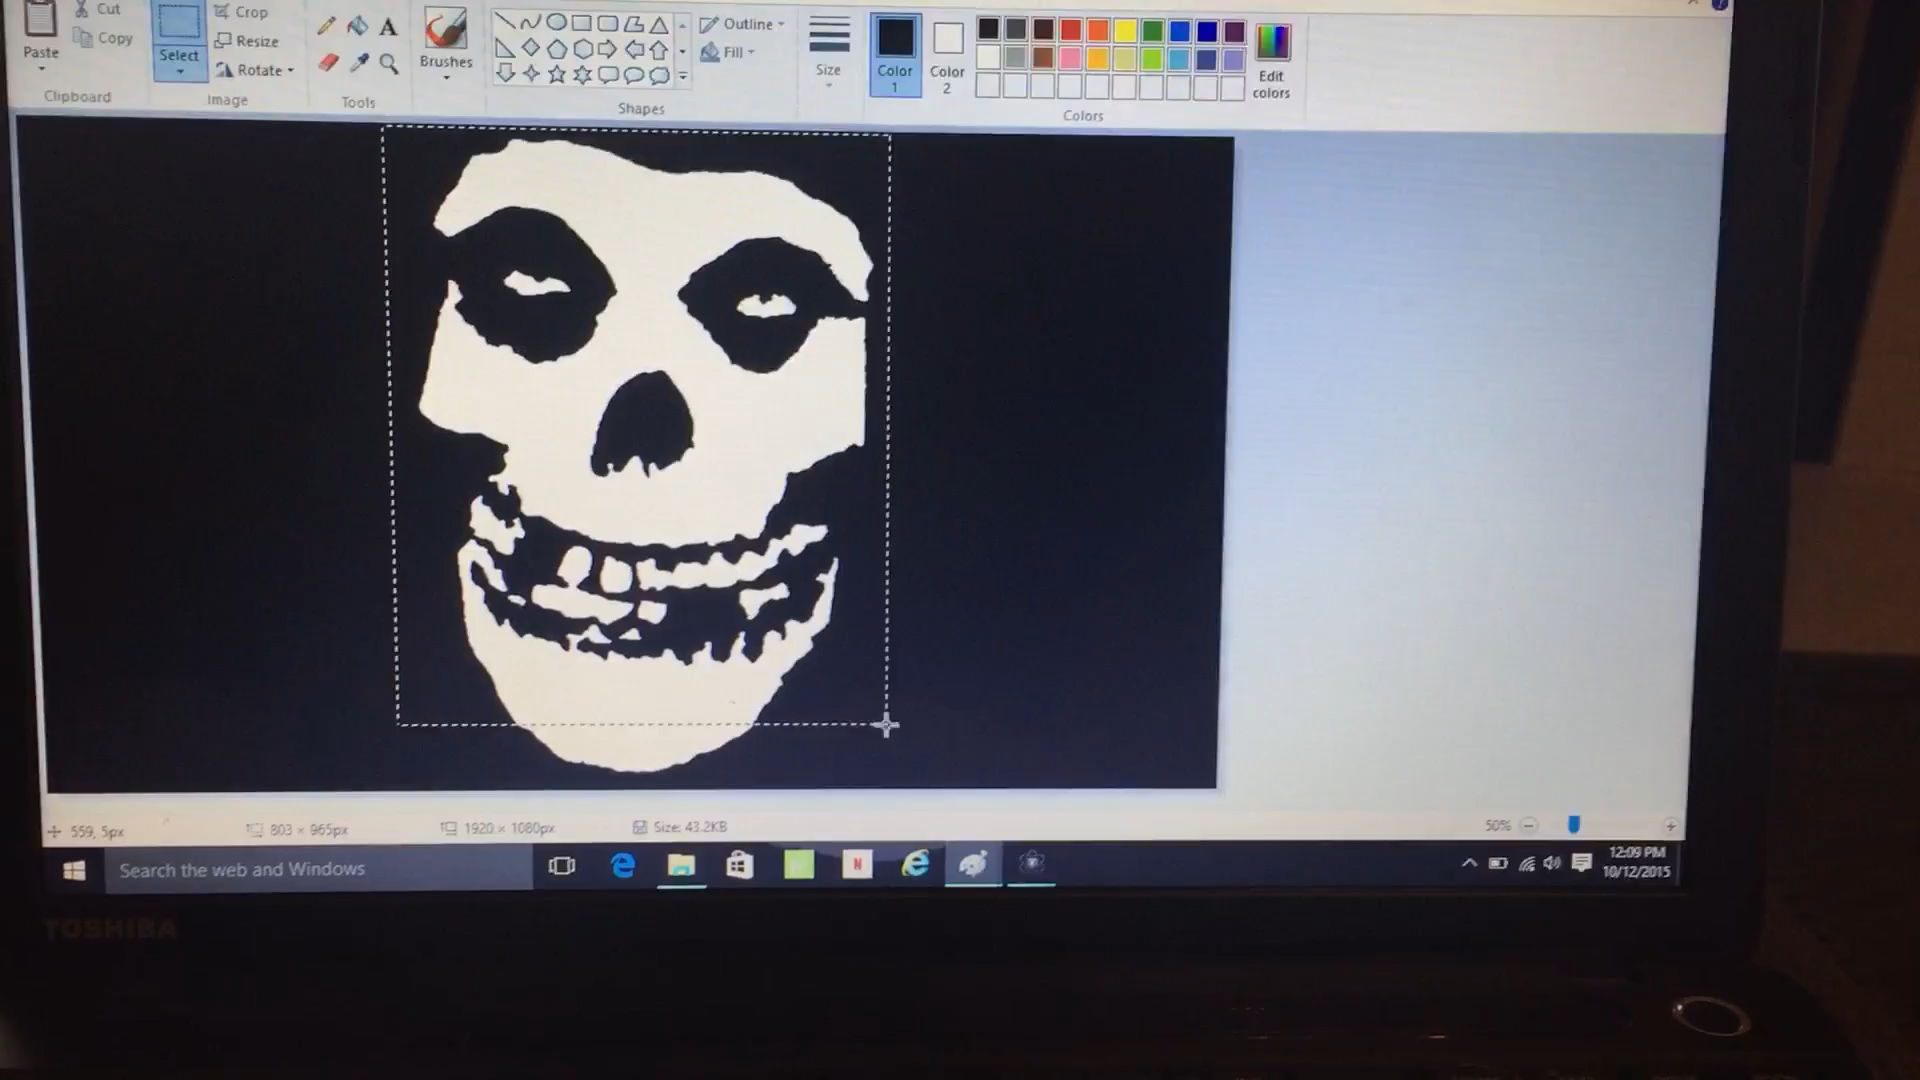 Cut
Copy
Paste
Clipboard
Select
Crop
Resize
Rotate
Image
A
Tools
Brushes
Outline
Fill
Shapes
Size
Color
1
Color
2
Colors
Edit
colors
559, 5px
803 × 965px
1920 × 1080px
Size: 43.2KB
50%
Search the web and Windows
N
12:09 PM
10/12/2015
TOSHIBA